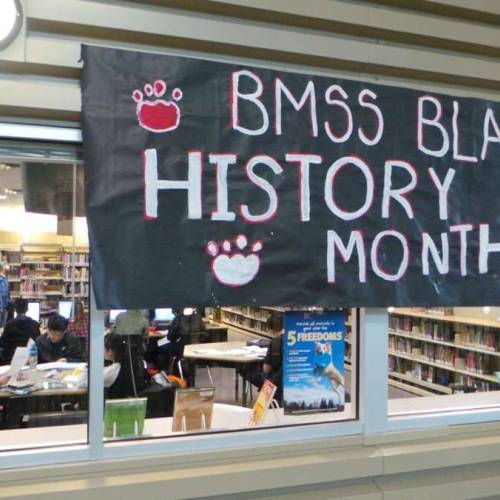 BMSS BLA
HISTORY
MONTH
5 FREEDOMS